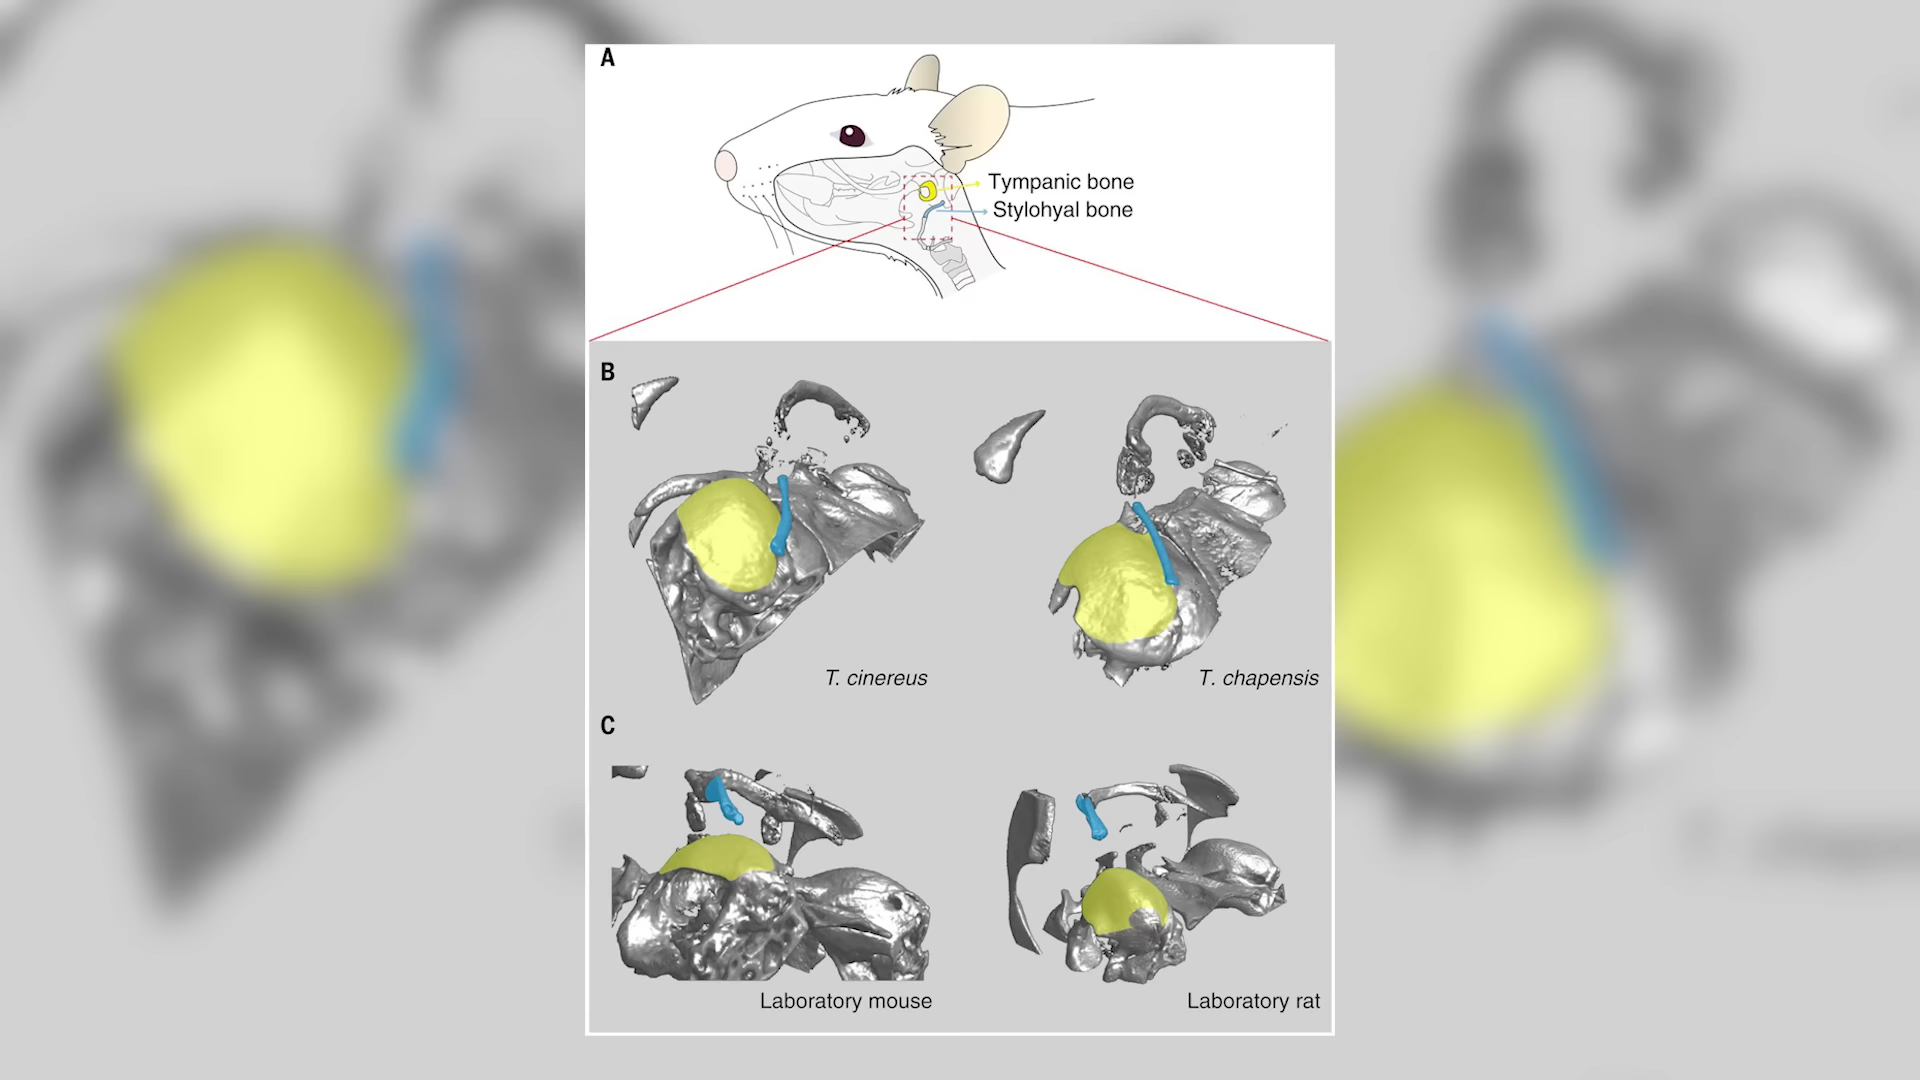 A
Tympanic bone
Stylohyal bone
B
T. cinereus
T. chapensis
C
Laboratory mouse
Laboratory rat